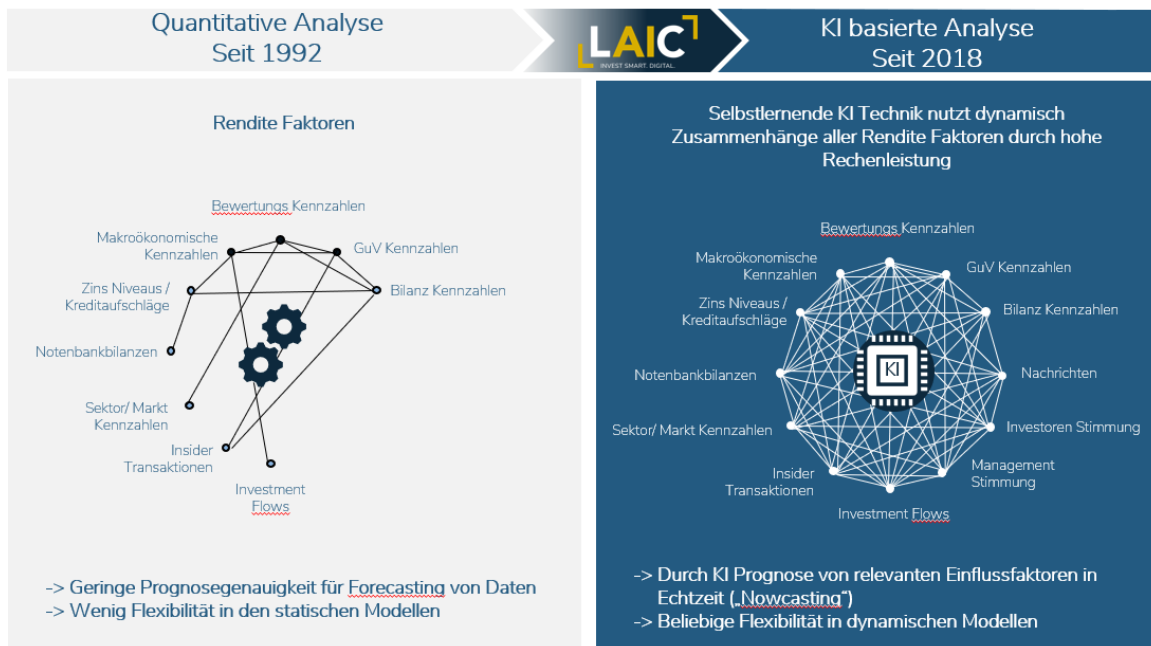 Quantitative Analyse
Seit 1992
LAIC
INVEST SMART. DIGITAL.
KI basierte Analyse
Seit 2018
Rendite Faktoren
Bewertungs Kennzahlen
Makroökonomische
Kennzahlen
GuV Kennzahlen
Zins Niveaus /
Kreditaufschläge
Bilanz Kennzahlen
Notenbankbilanzen
Sektor/ Markt
Kennzahlen
Insider
Transaktionen
Investment
Flows
-> Geringe Prognosegenauigkeit für Forecasting von Daten
-> Wenig Flexibilität in den statischen Modellen
Selbstlernende KI Technik nutzt dynamisch
Zusammenhänge aller Rendite Faktoren durch hohe
Rechenleistung
Bewertungs Kennzahlen
Makroökonomische
Kennzahlen
GuV Kennzahlen
Zins Niveaus /
Kreditaufschläge
Bilanz Kennzahlen
KI
Notenbankbilanzen
Nachrichten
Sektor/ Markt Kennzahlen
Investoren Stimmung
Insider
Transaktionen
Management
Stimmung
Investment Flows
-> Durch KI Prognose von relevanten Einflussfaktoren in
Echtzeit („Nowcasting“)
-> Beliebige Flexibilität in dynamischen Modellen